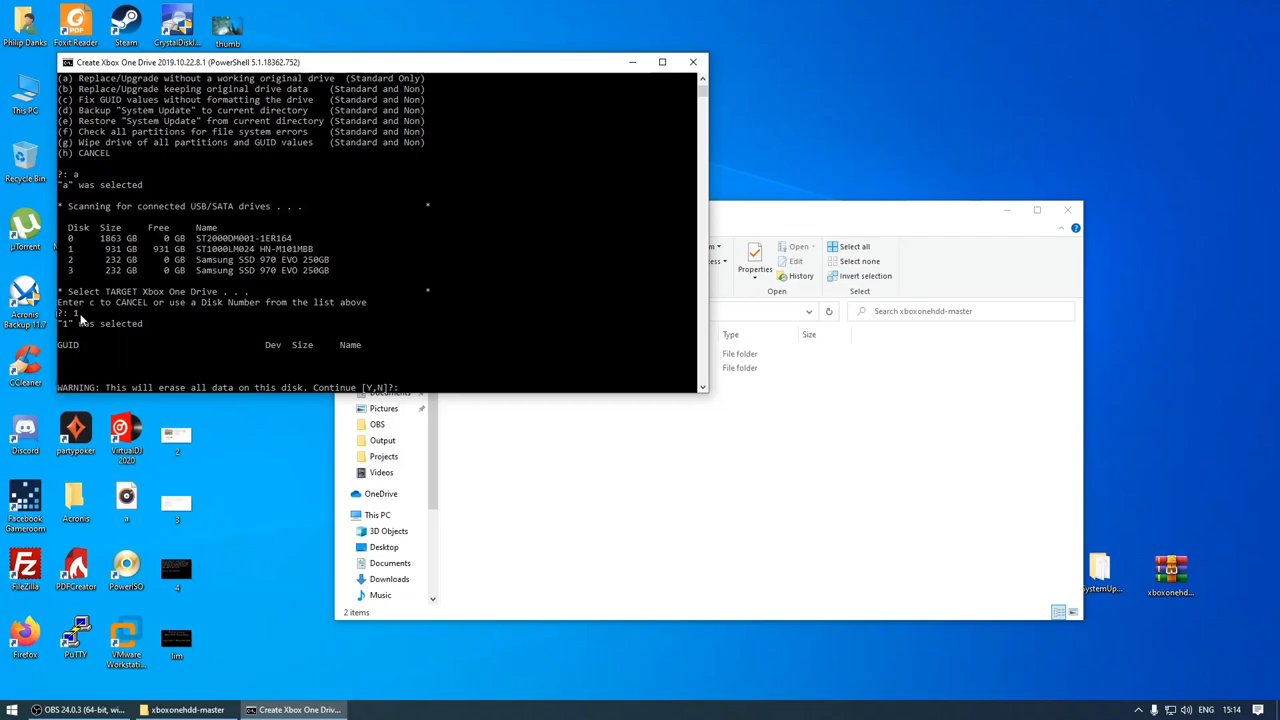 Philip Danks
Foxit Reader
Steam
CrystalDiskI...
thumb
This PC
Recycle Bin
µTorrent
Acronis
Backup 11.7
CCleaner
Discord
partypoker
VirtualDJ
2020
2
Facebook
Gameroom
Acronis
a
3
FileZilla
PDFCreator
PowerISO
4
Firefox
PuTTY
VMware
Workstati...
lim
Create Xbox One Drive 2019.10.22.8.1 (PowerShell 5.1.18362.752)
(a) Replace/Upgrade without a working original drive (Standard Only)
(b) Replace/Upgrade keeping original drive data (Standard and Non)
(c) Fix GUID values without formatting the drive (Standard and Non)
(d) Backup "System Update" to current directory (Standard and Non)
(e) Restore "System Update" from current directory (Standard and Non)
(f) Check all partitions for file system errors (Standard and Non)
(g) Wipe drive of all partitions and GUID values (Standard and Non)
(h) CANCEL
?: a
"a" was selected
* Scanning for connected USB/SATA drives . . . *
Disk Size Free Name
0 1863 GB 0 GB ST2000DM001-1ER164
1 931 GB 931 GB ST1000LM024 HN-M101MBB
2 232 GB 0 GB Samsung SSD 970 EVO 250GB
3 232 GB 0 GB Samsung SSD 970 EVO 250GB
* Select TARGET Xbox One Drive . . . *
Enter c to CANCEL or use a Disk Number from the list above
?: 1
"1" was selected
GUID Dev Size Name
WARNING: This will erase all data on this disk. Continue [Y,N]?:
Properties
Open
Edit
History
Open
Select all
Select none
Invert selection
Select
Search xboxonehdd-master
Type
Size
File folder
File folder
Pictures
OBS
Output
Projects
Videos
OneDrive
This PC
3D Objects
Desktop
Documents
Downloads
Music
2 items
xboxonehd...
OBS 24.0.3 (64-bit, wi...
xboxonehdd-master
Create Xbox One Driv...
15:14